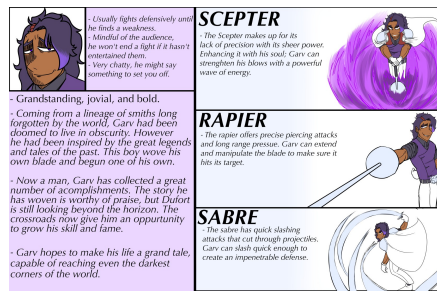 - Usually fights defensively until
he finds a weakness.
- Mindful of the audience,
he won't end a fight if it hasn't
entertained them.
- Very chatty, he might say
something to set you off.
- Grandstanding, jovial, and bold.
- Coming from a lineage of smiths long
forgotten by the world, Garv had been
doomed to live in obscurity. However
he had been inspired by the great legends
and tales of the past. This boy wove his
own blade and begun one of his own.
- Now a man, Garv has collected a great
number of acomplishments. The story he
has woven is worthy of praise, but Dufort
is still looking beyond the horizon. The
crossroads now give him an oppurtunity
to grow his skill and fame.
- Garv hopes to make his life a grand tale,
capable of reaching even the darkest
corners of the world.
SCEPTER
- The Scepter makes up for its
lack of precision with its sheer power.
Enhancing it with his soul; Garv can
strenghten his blows with a powerful
wave of energy.
RAPIER
- The rapier offers precise piercing attacks
and long range pressue. Garv can extend
and manipulate the blade to make sure it
hits its target.
SABRE
- The sabre has quick slashing
attacks that cut through projectiles.
Garv can slash quick enough to
create an impenetrable defense.